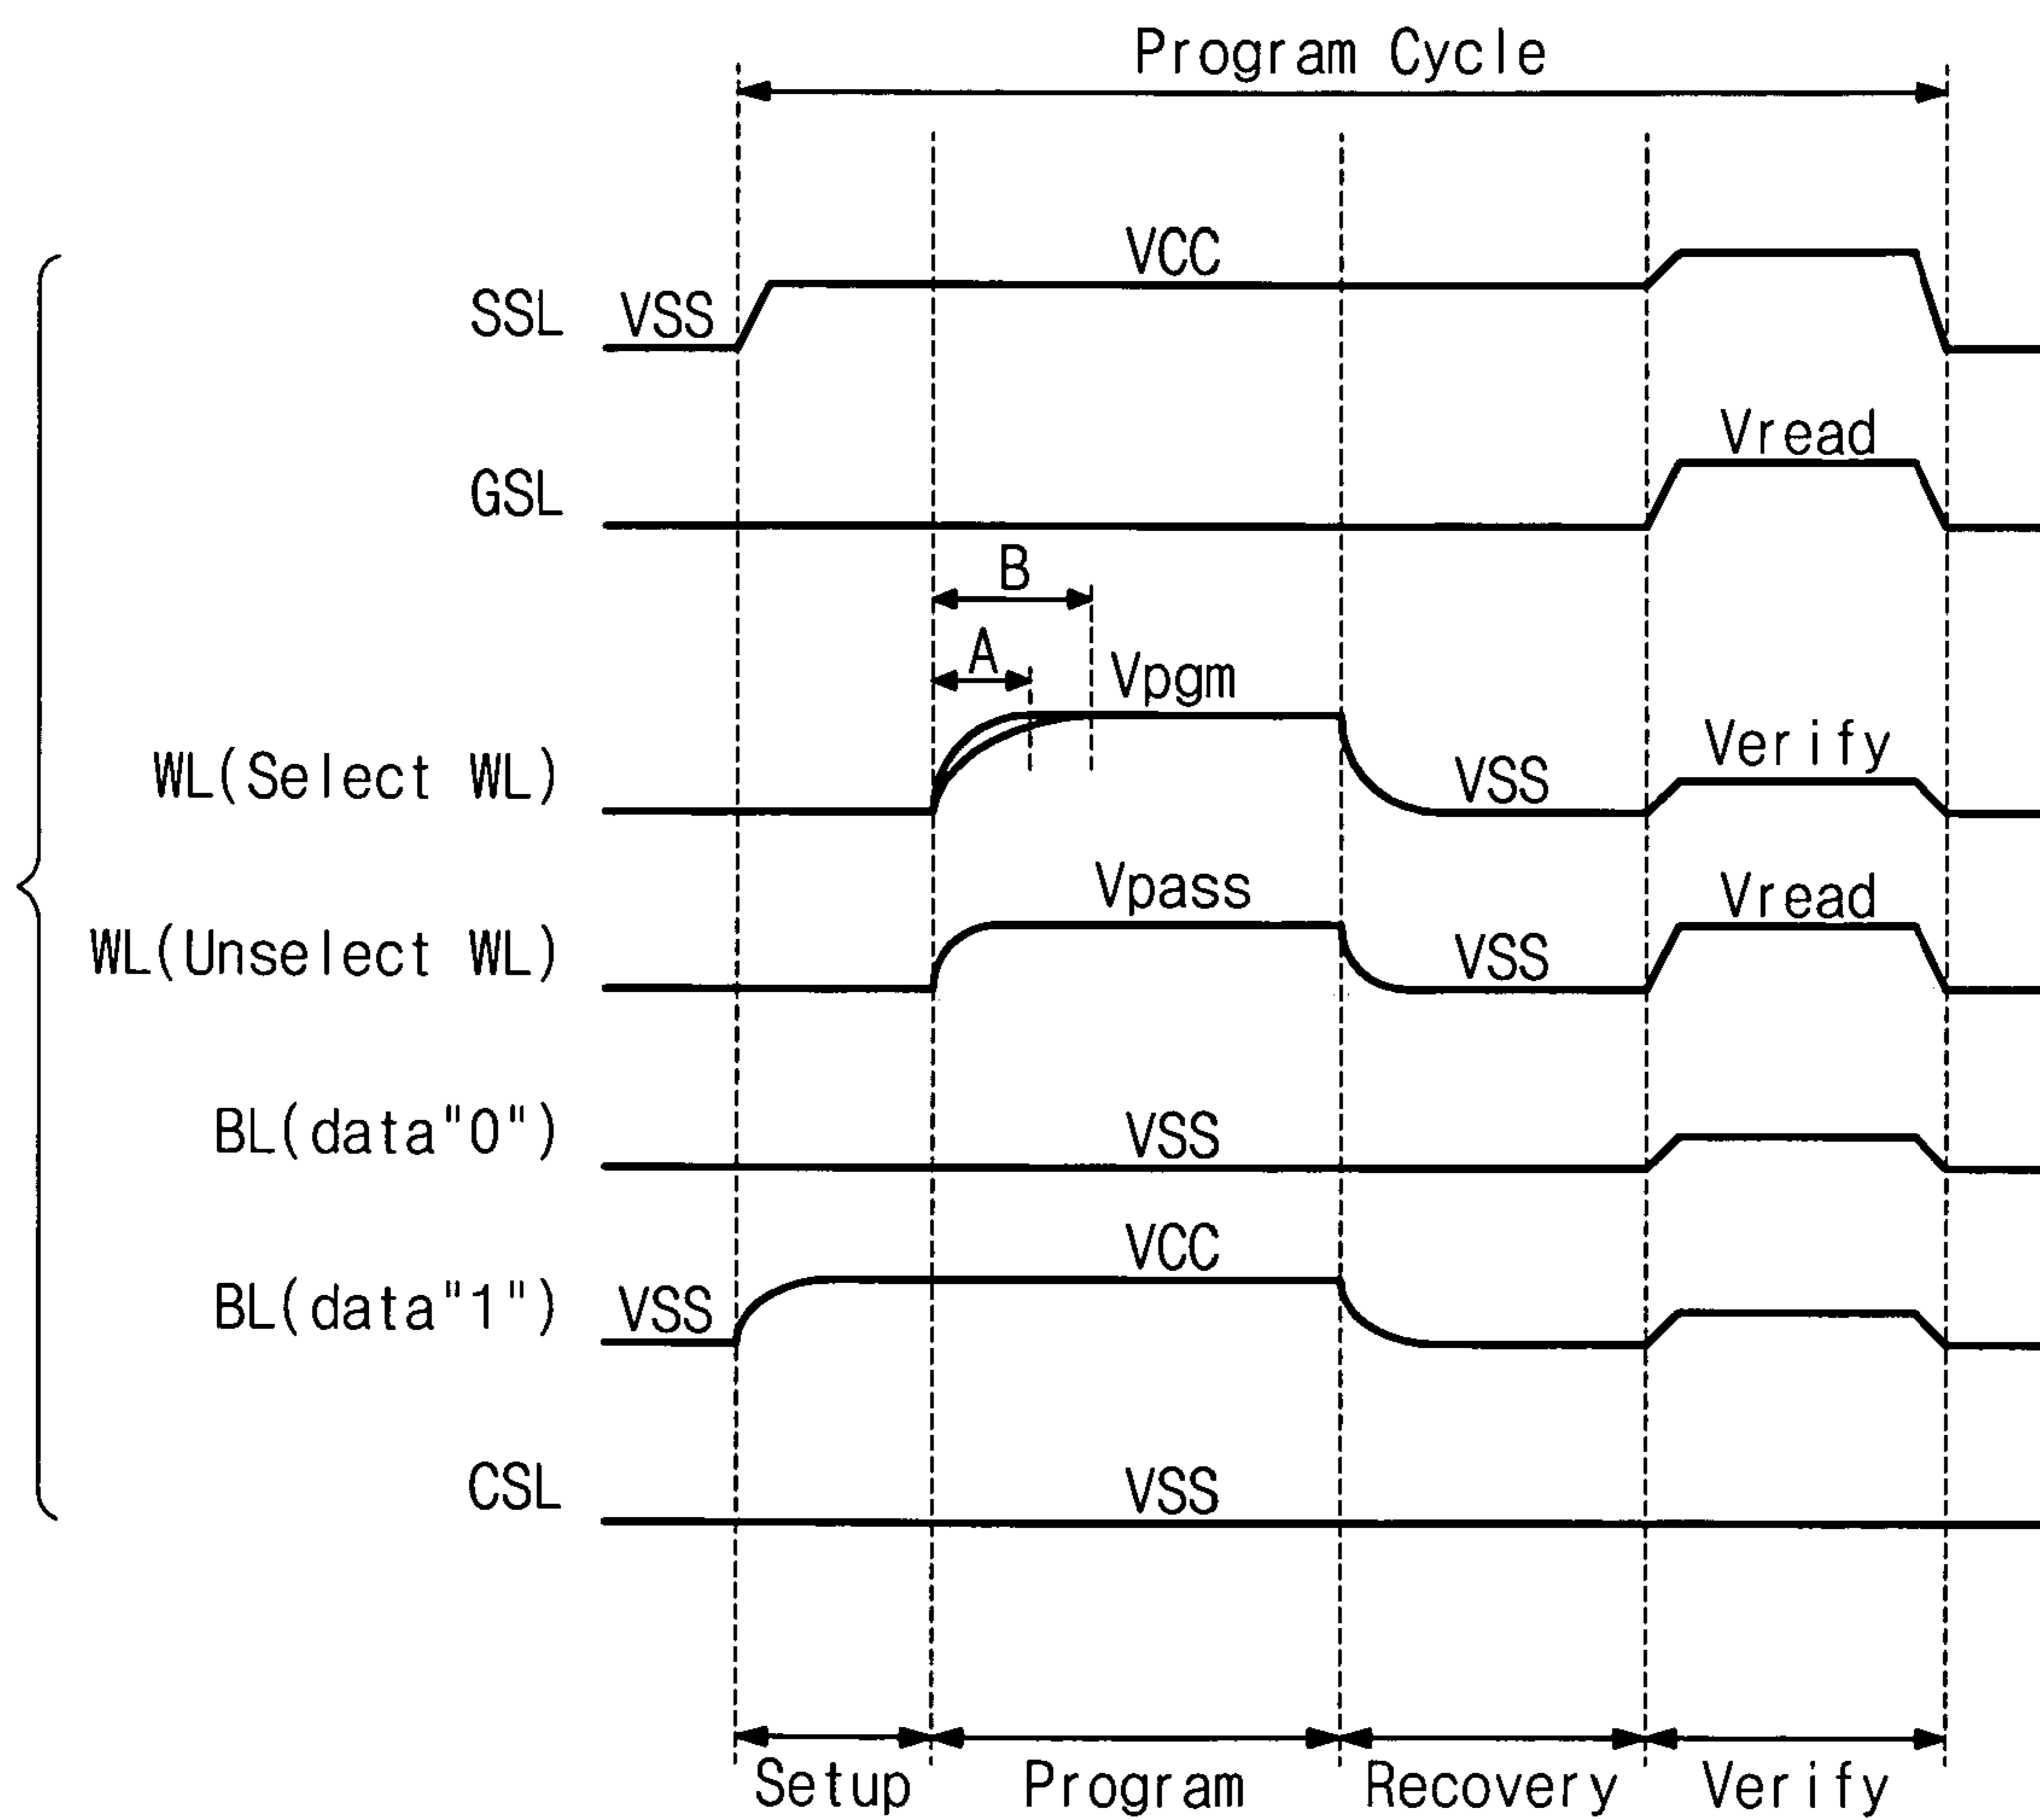 Program Cycle
VCC
SSL VSS
Vread
GSL
B
A
Vpgm
Verify
WL(Select WL)
VSS
Vpass
Vread
WL(Unselect WL)
VSS
BL(data"0")
VSS
VCC
BL(data"1")
VSS
CSL
VSS
Setup Program Recovery Verify